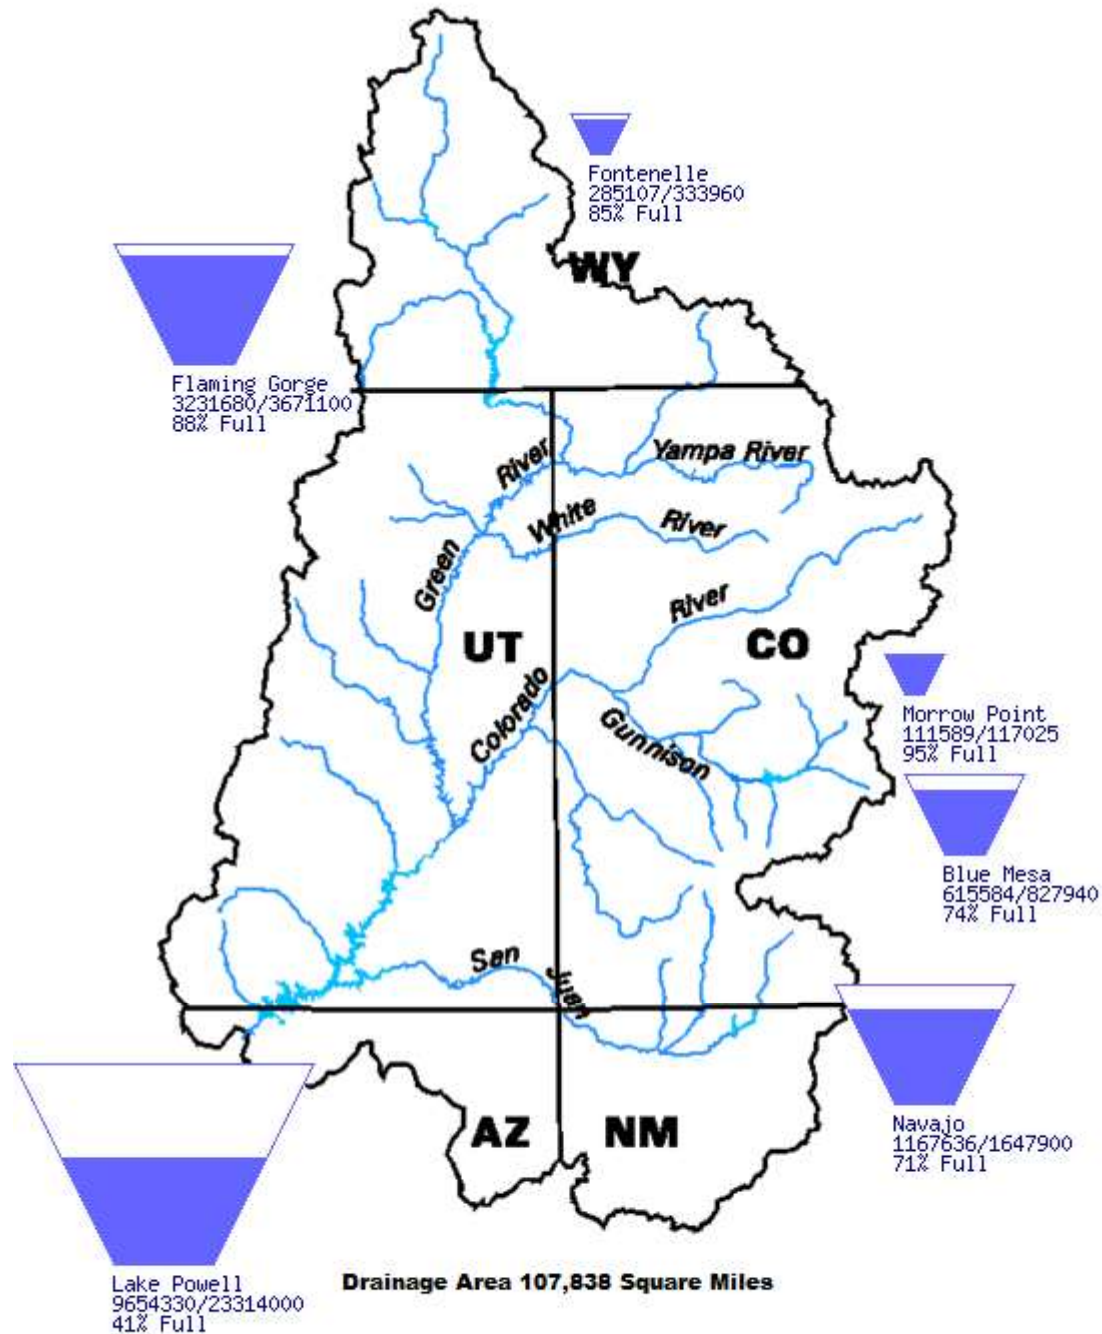 Fontenelle
285107/333960
85% Full
WY
Flaming Gorge
3231680/3671100
88% Full
Yampa River
River
White
River
Green
River
UT
CO
Colorado
Gunnison
Morrow Point
111589/117025
95% Full
Blue Mesa
615584/827940
74% Full
San
Juan
AZ
NM
Navajo
1167636/1647900
71% Full
Lake Powell
9654330/23314000
41% Full
Drainage Area 107,838 Square Miles